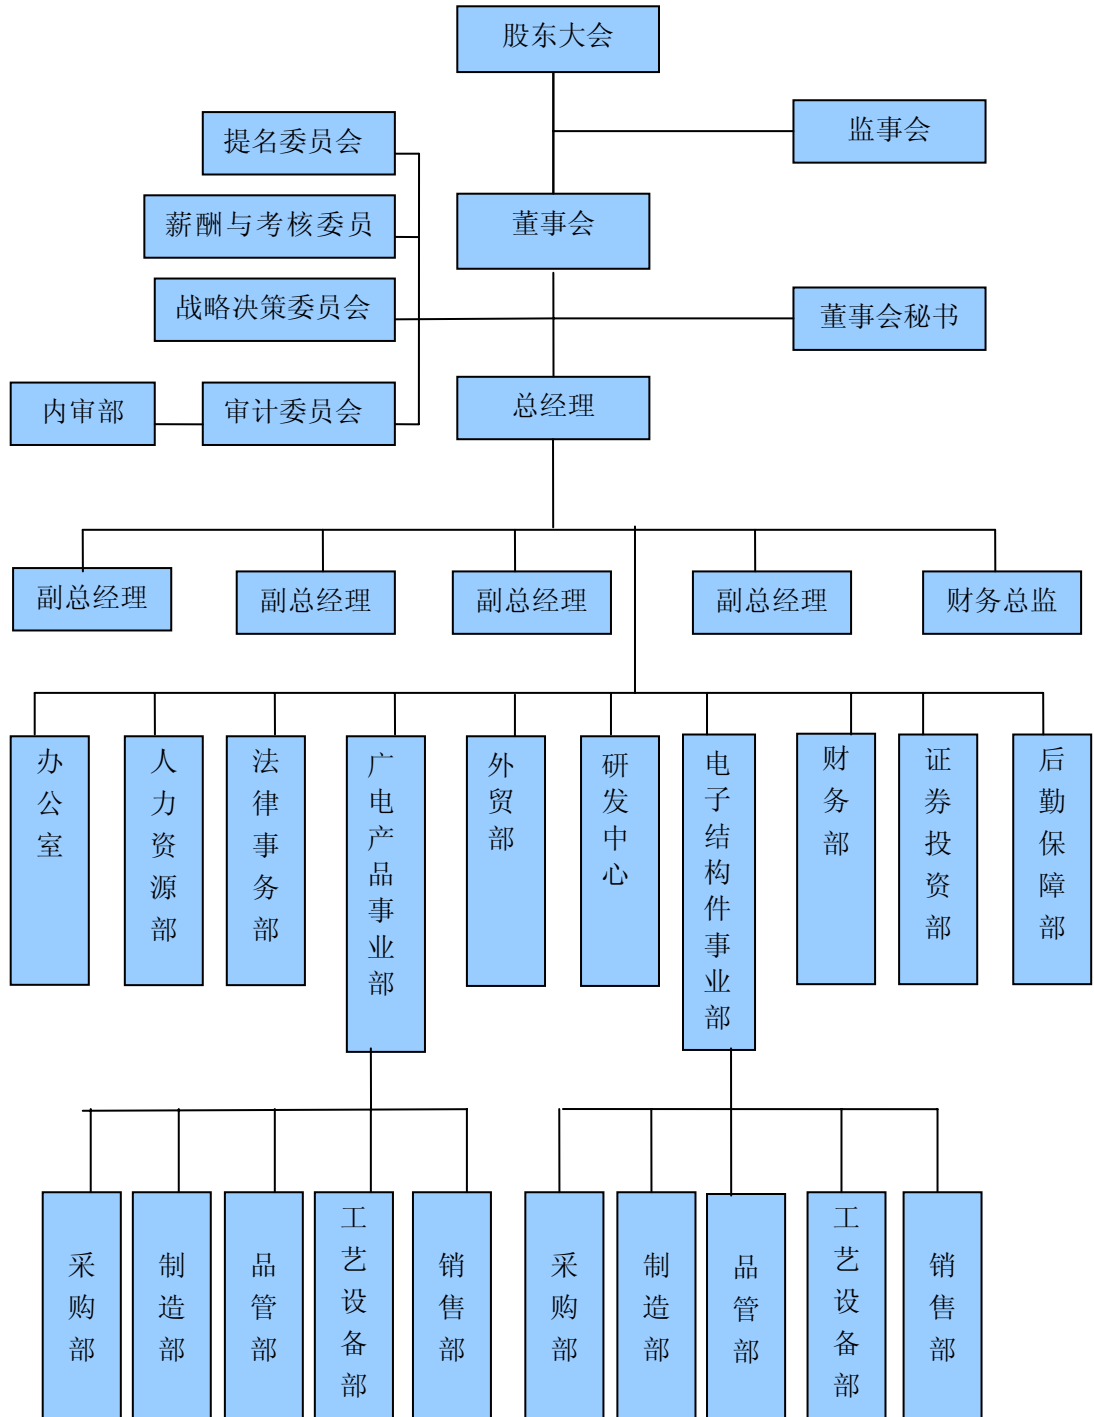 股东大会
监事会
提名委员会
薪酬与考核委员
董事会
战略决策委员会
董事会秘书
总经理
内审部
审计委员会
副总经理
副总经理
副总经理
副总经理
财务总监
办公室
人力资源部
法律事务部
广电产品事业部
外贸部
研发中心
电子结构件事业部
财务部
证券投资部
后勤保障部
采购部
制造部
品管部
工艺设备部
销售部
采购部
制造部
品管部
工艺设备部
销售部